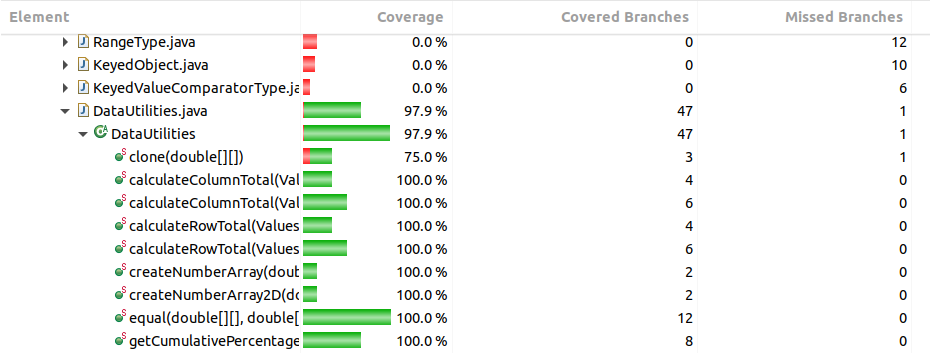 Element Coverage Covered Branches Missed Branches
RangeType.java 0.0 % 0 12
KeyedObject.java 0.0 % 0 10
KeyedValueComparatorType.ja 0.0 % 0 6
DataUtilities.java 97.9 % 47 1
DataUtilities 97.9 % 47 1
clone(double[][]) 75.0 % 3 1
calculateColumnTotal(Val 100.0 % 4 0
calculateColumnTotal(Val 100.0 % 6 0
calculateRowTotal(Values 100.0 % 4 0
calculateRowTotal(Values 100.0 % 6 0
createNumberArray(doub 100.0 % 2 0
createNumberArray2D(do 100.0 % 2 0
equal(double[][], double[ 100.0 % 12 0
getCumulativePercentage 100.0 % 8 0